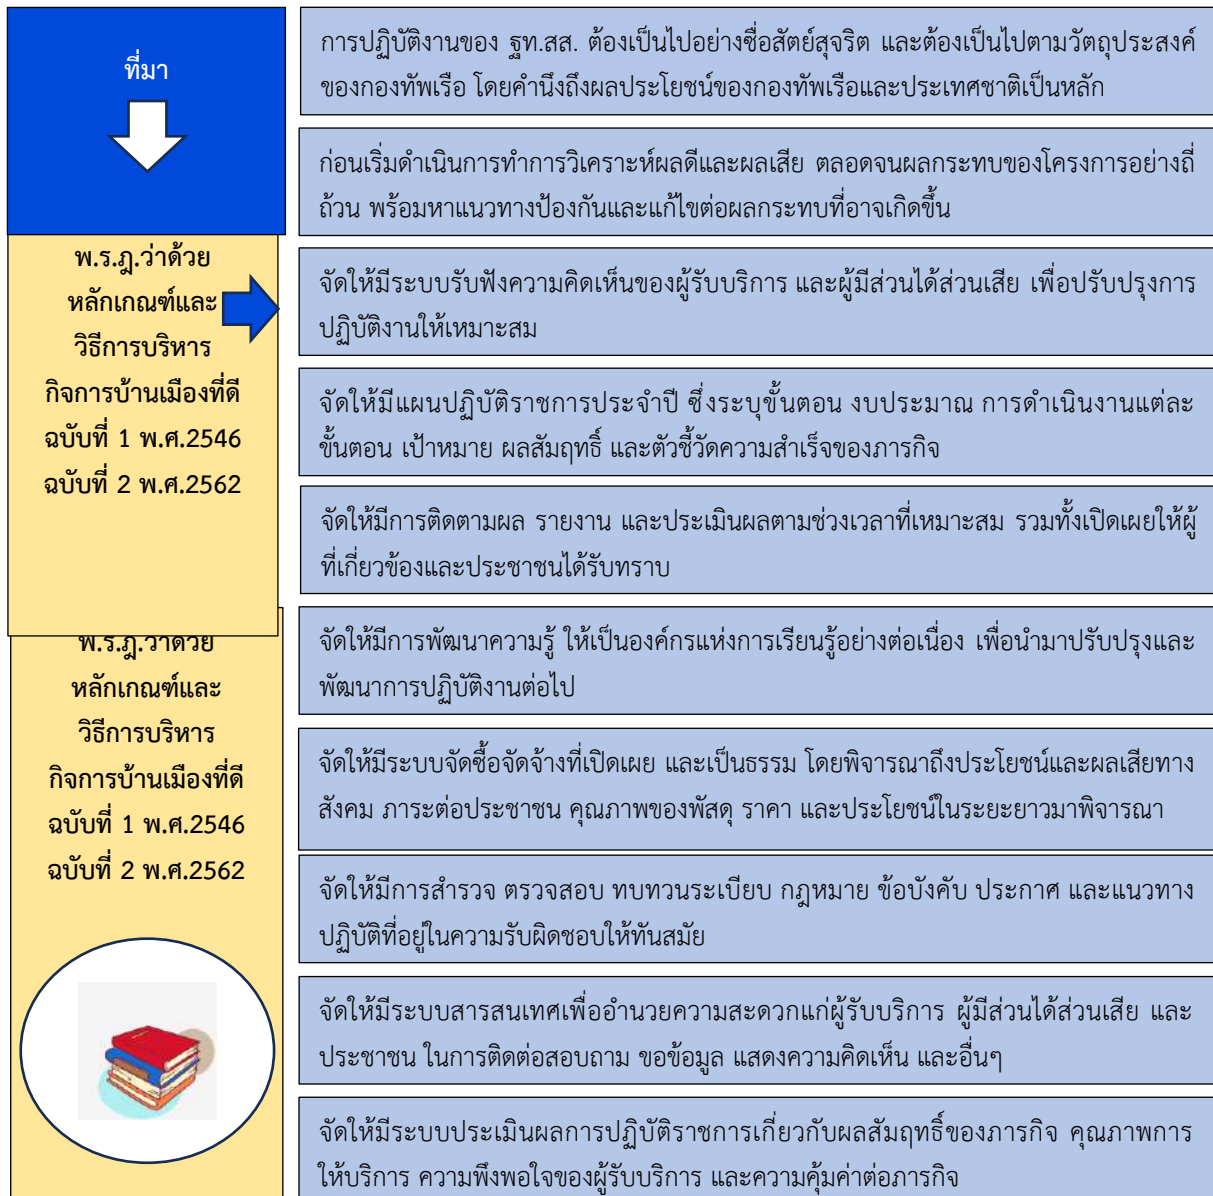 ที่มา
พ.ร.ฎ.ว่าด้วย
หลักเกณฑ์และ
วิธีการบริหาร
กิจการบ้านเมืองที่ดี
ฉบับที่ 1 พ.ศ.2546
ฉบับที่ 2 พ.ศ.2562
พ.ร.ฎ.ว่าด้วย
หลักเกณฑ์และ
วิธีการบริหาร
กิจการบ้านเมืองที่ดี
ฉบับที่ 1 พ.ศ.2546
ฉบับที่ 2 พ.ศ.2562
การปฏิบัติงานของ ฐท.สส. ต้องเป็นไปอย่างซื่อสัตย์สุจริต และต้องเป็นไปตามวัตถุประสงค์
ของกองทัพเรือ โดยคำนึงถึงผลประโยชน์ของกองทัพเรือและประเทศชาติเป็นหลัก
ก่อนเริ่มดำเนินการทำการวิเคราะห์ผลดีและผลเสีย ตลอดจนผลกระทบของโครงการอย่างถี่
ถ้วน พร้อมหาแนวทางป้องกันและแก้ไขต่อผลกระทบที่อาจเกิดขึ้น
จัดให้มีระบบรับฟังความคิดเห็นของผู้รับบริการ และผู้มีส่วนได้ส่วนเสีย เพื่อปรับปรุงการ
ปฏิบัติงานให้เหมาะสม
จัดให้มีแผนปฏิบัติราชการประจำปี ซึ่งระบุขั้นตอน งบประมาณ การดำเนินงานแต่ละ
ขั้นตอน เป้าหมาย ผลสัมฤทธิ์ และตัวชี้วัดความสำเร็จของภารกิจ
จัดให้มีการติดตามผล รายงาน และประเมินผลตามช่วงเวลาที่เหมาะสม รวมทั้งเปิดเผยให้ผู้
ที่เกี่ยวข้องและประชาชนได้รับทราบ
จัดให้มีการพัฒนาความรู้ ให้เป็นองค์กรแห่งการเรียนรู้อย่างต่อเนื่อง เพื่อนำมาปรับปรุงและ
พัฒนาการปฏิบัติงานต่อไป
จัดให้มีระบบจัดซื้อจัดจ้างที่เปิดเผย และเป็นธรรม โดยพิจารณาถึงประโยชน์และผลเสียทาง
สังคม ภาระต่อประชาชน คุณภาพของพัสดุ ราคา และประโยชน์ในระยะยาวมาพิจารณา
จัดให้มีการสำรวจ ตรวจสอบ ทบทวนระเบียบ กฎหมาย ข้อบังคับ ประกาศ และแนวทาง
ปฏิบัติที่อยู่ในความรับผิดชอบให้ทันสมัย
จัดให้มีระบบสารสนเทศเพื่ออำนวยความสะดวกแก่ผู้รับบริการ ผู้มีส่วนได้ส่วนเสีย และ
ประชาชน ในการติดต่อสอบถาม ขอข้อมูล แสดงความคิดเห็น และอื่นๆ
จัดให้มีระบบประเมินผลการปฏิบัติราชการเกี่ยวกับผลสัมฤทธิ์ของภารกิจ คุณภาพการ
ให้บริการ ความพึงพอใจของผู้รับบริการ และความคุ้มค่าต่อภารกิจ